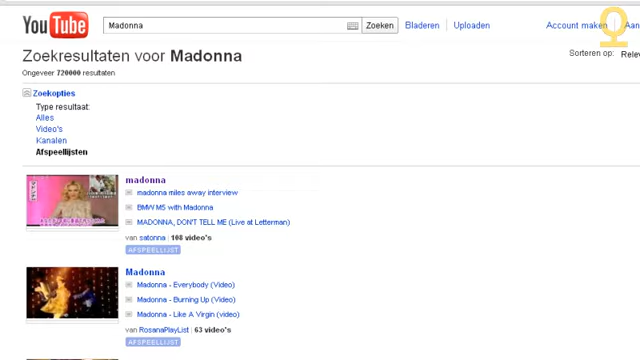 YouTube
Madonna
Zoeken
Bladeren
Uploaden
Account maken
Zoekresultaten voor Madonna
Sorteren op:
Ongeveer 720000 resultaten
Zoekopties
Type resultaat:
Alles
Video's
Kanalen
Afspeellijsten
madonna
madonna miles away interview
BMW M5 with Madonna
MADONNA, DON'T TELL ME (Live at Letterman)
van satonna | 108 video's
AFSPEELLIJST
Madonna
Madonna - Everybody (Video)
Madonna - Burning Up (Video)
Madonna - Like A Virgin (video)
van RosanaPlayList | 63 video's
AFSPEELLIJST